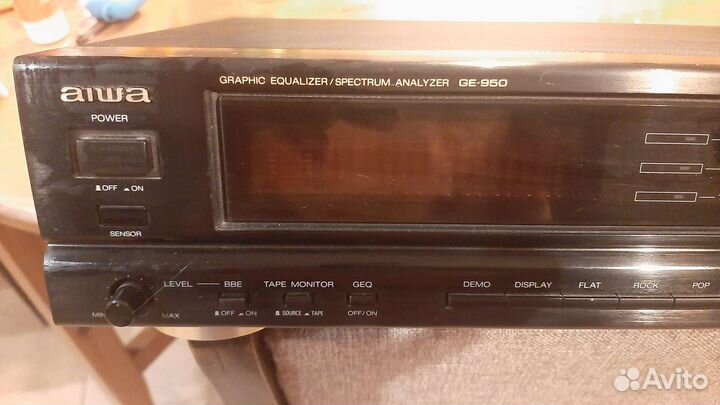 GRAPHIC EQUALIZER/SPECTRUM ANALYZER GE-950
aiwa
POWER
OFF ON
SENSOR
LEVEL BBE TAPE MONITOR GEQ DEMO DISPLAY FLAT ROCK POP
MIN MAX OFF ON SOURCE TAPE OFF/ON
Avito